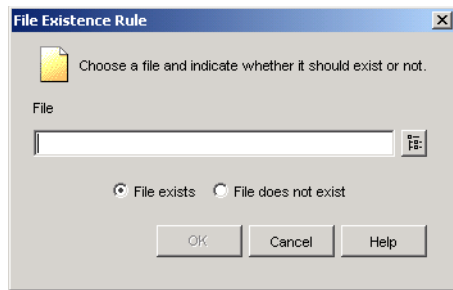 File Existence Rule
Choose a file and indicate whether it should exist or not.
File
File exists File does not exist
OK Cancel Help